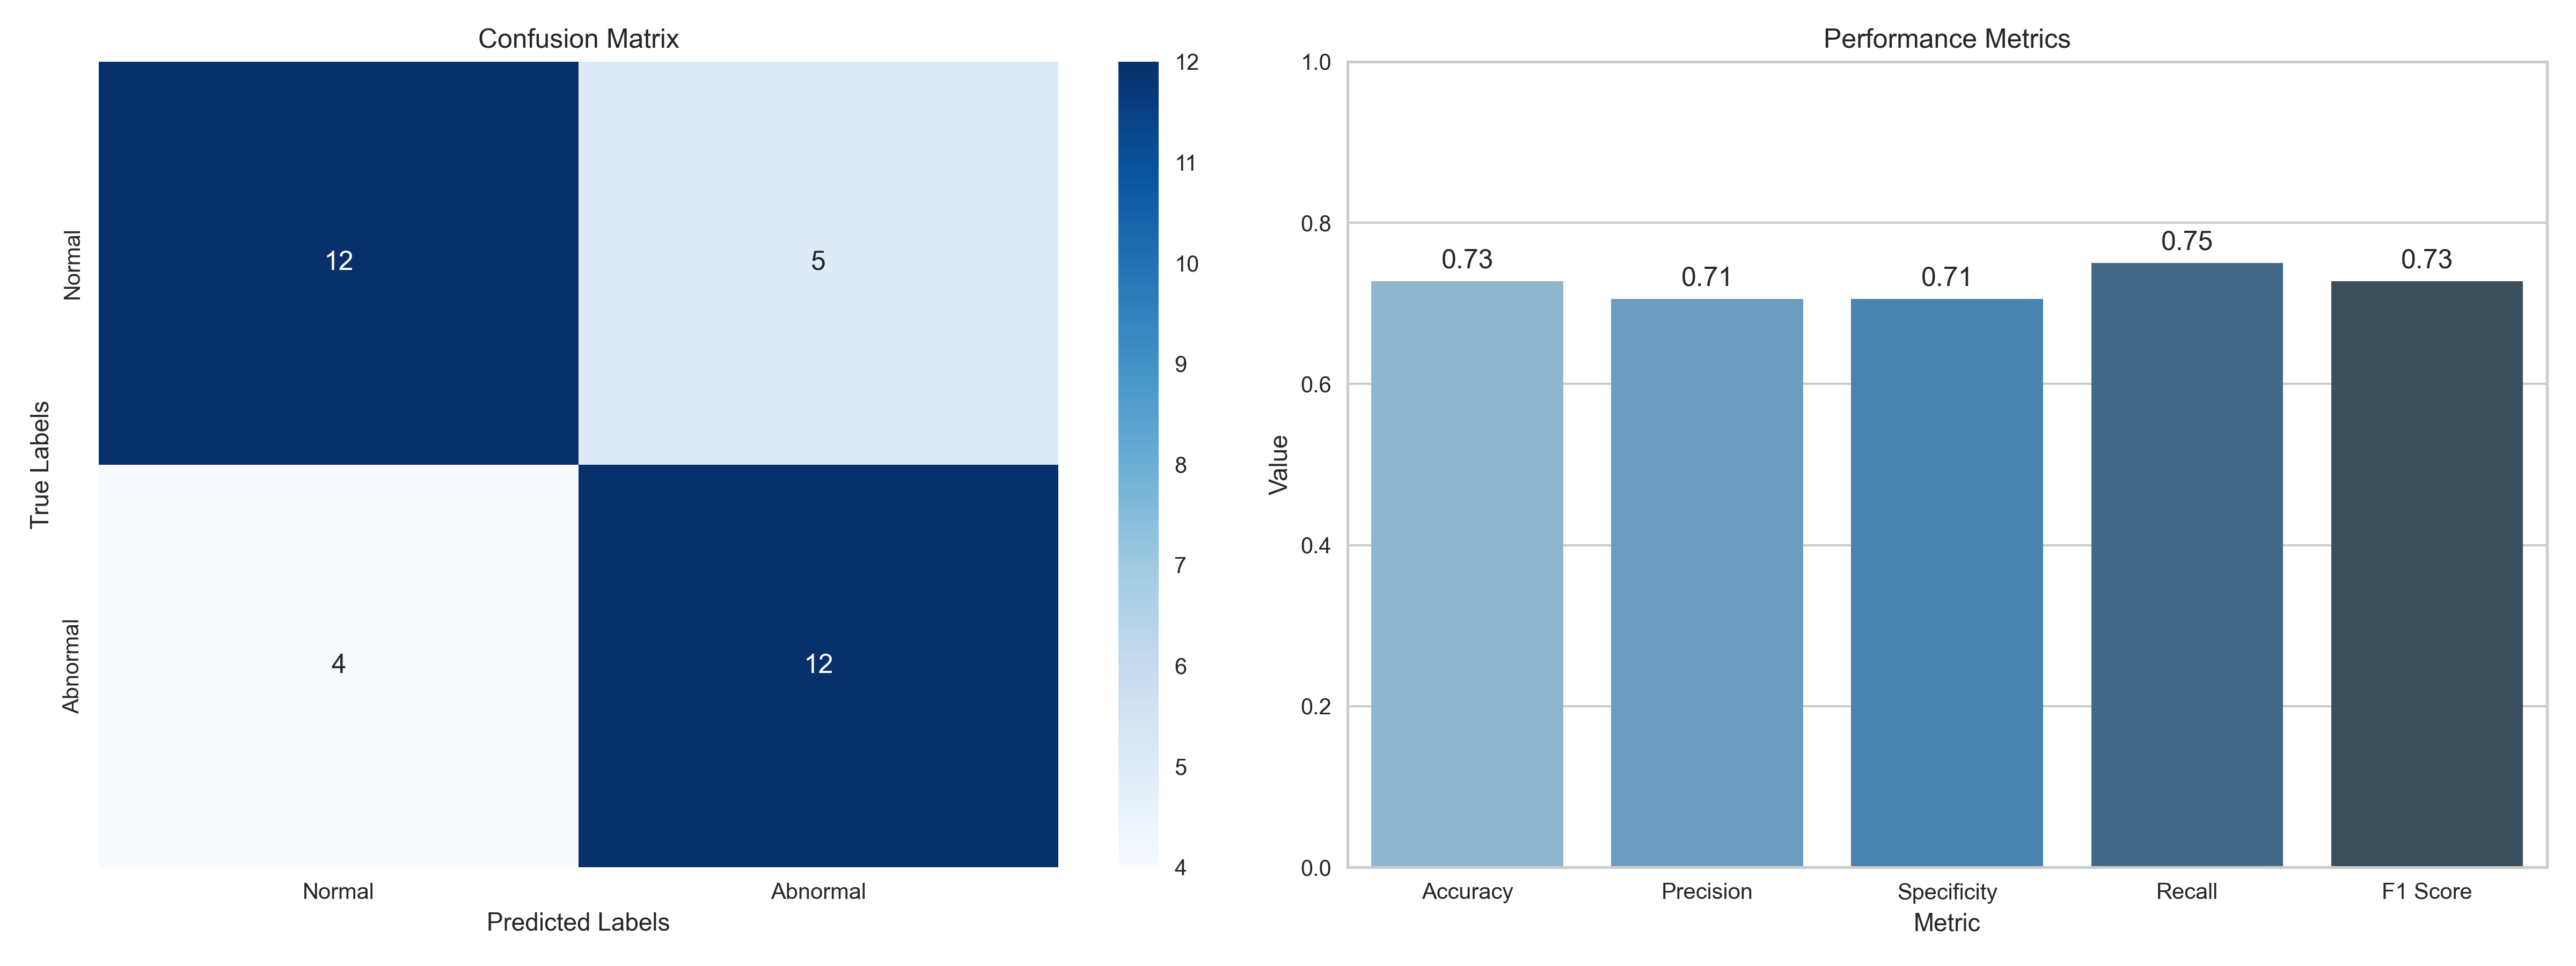 Confusion Matrix
True Labels
Normal
Abnormal
12
5
4
12
Normal
Abnormal
Predicted Labels
12
11
10
9
8
7
6
5
4
Performance Metrics
Value
1.0
0.8
0.6
0.4
0.2
0.0
0.73
0.71
0.71
0.75
0.73
Accuracy
Precision
Specificity
Recall
F1 Score
Metric